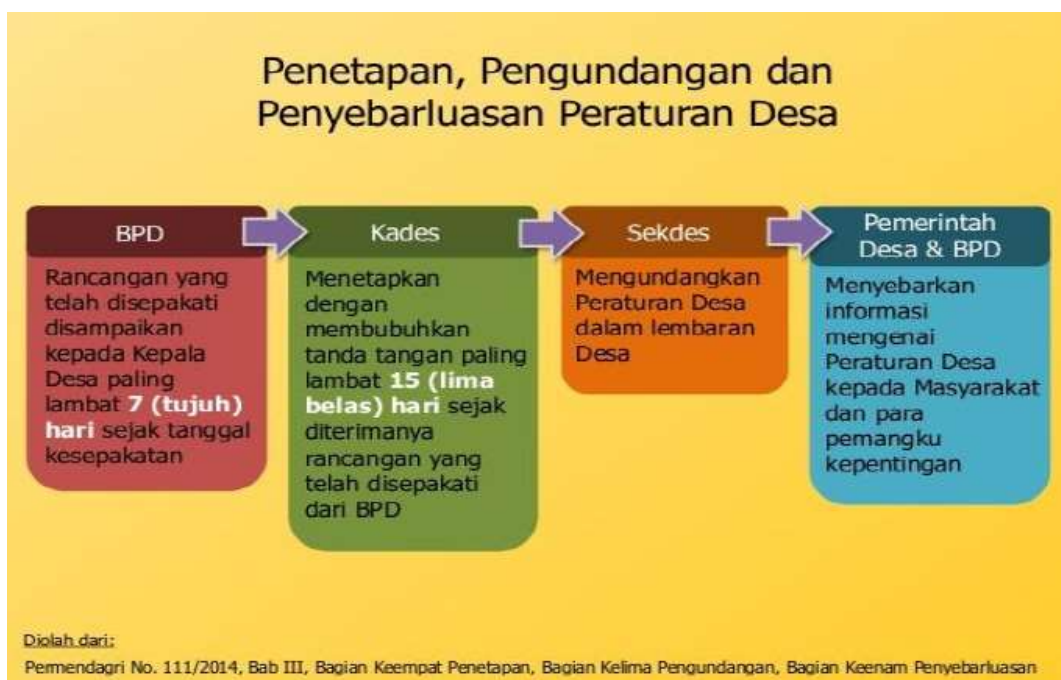 Penetapan, Pengundangan dan
Penyebarluasan Peraturan Desa
BPD
Rancangan yang
telah disepakati
disampaikan
kepada Kepala
Desa paling
lambat 7 (tujuh)
hari sejak tanggal
kesepakatan
Kades
Menetapkan
dengan
membubuhkan
tanda tangan paling
lambat 15 (lima
belas) hari sejak
diterimanya
rancangan yang
telah disepakati
dari BPD
Sekdes
Mengundangkan
Peraturan Desa
dalam lembaran
Desa
Pemerintah
Desa & BPD
Menyebarkan
informasi
mengenai
Peraturan Desa
kepada Masyarakat
dan para
pemangku
kepentingan
Diolah dari:
Permendagri No. 111/2014, Bab III, Bagian Keempat Penetapan, Bagian Kelima Pengundangan, Bagian Keenam Penyebarluasan